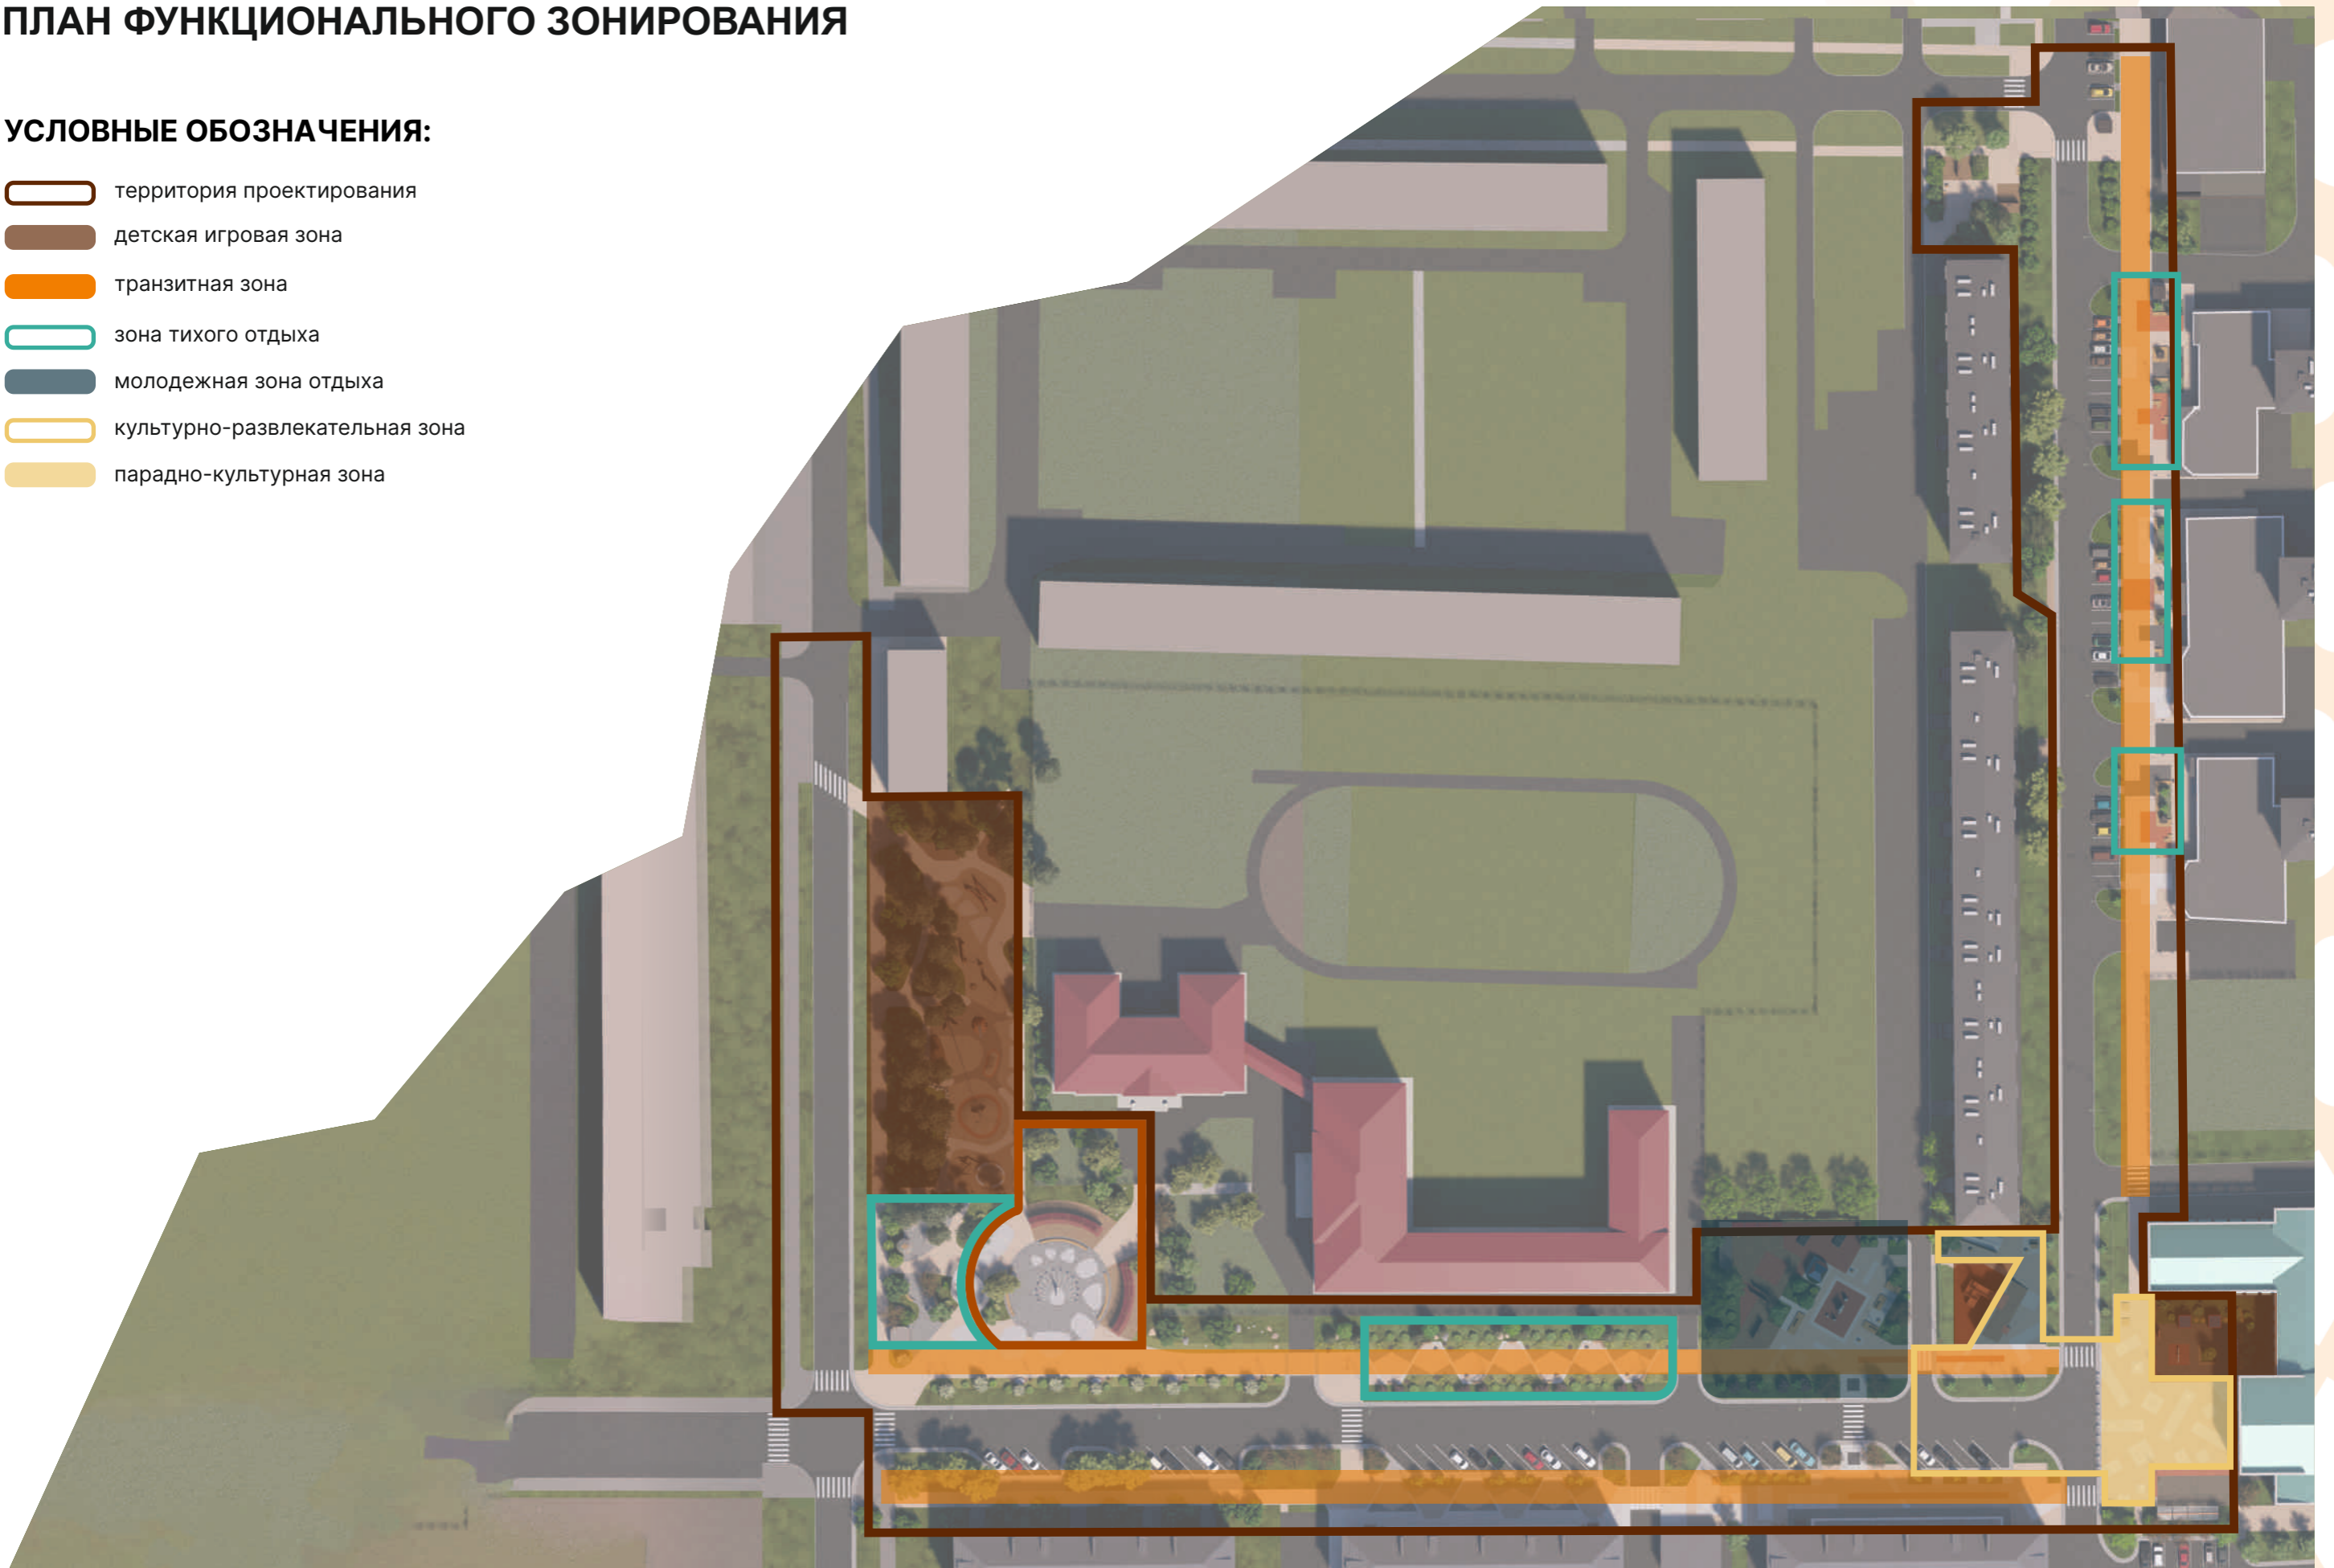 ПЛАН ФУНКЦИОНАЛЬНОГО ЗОНИРОВАНИЯ
УСЛОВНЫЕ ОБОЗНАЧЕНИЯ:
территория проектирования
детская игровая зона
транзитная зона
зона тихого отдыха
молодежная зона отдыха
культурно-развлекательная зона
парадно-культурная зона